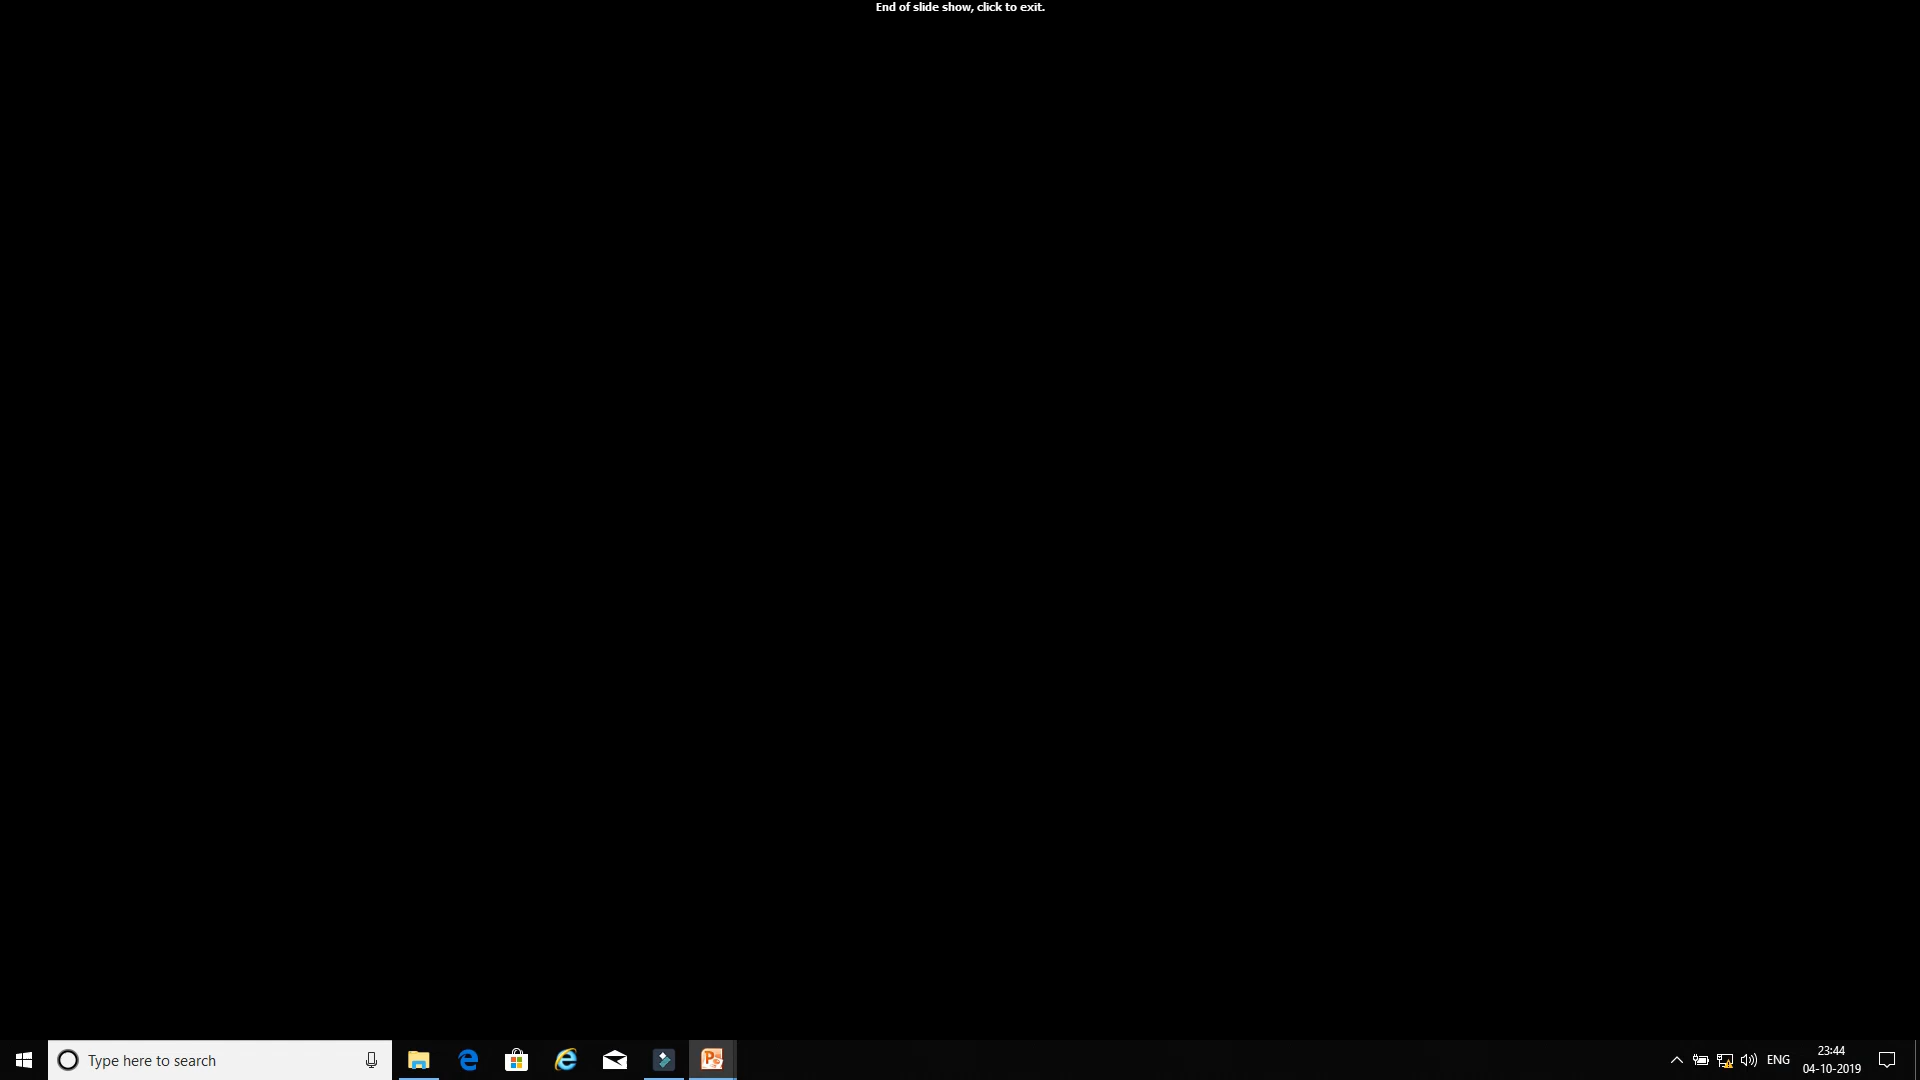 End of slide show, click to exit.
Type here to search
ENG
23:44
04-10-2019